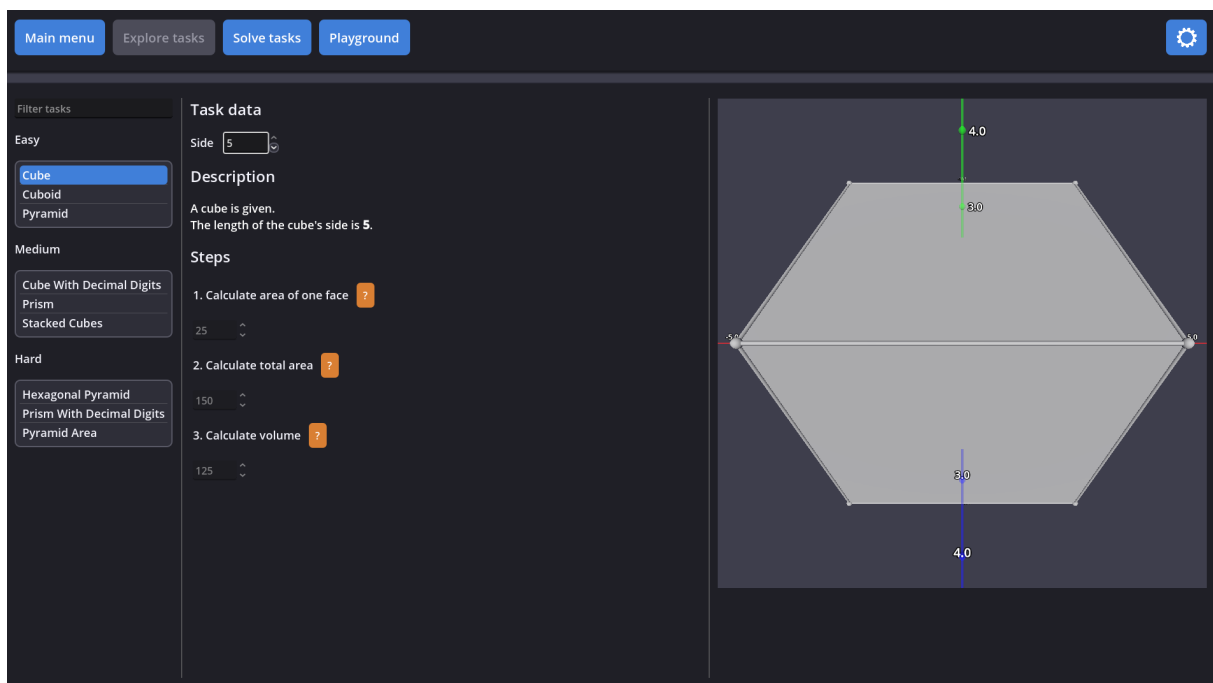 Main menu
Explore tasks
Solve tasks
Playground
Filter tasks
Easy
Cube
Cuboid
Pyramid
Medium
Cube With Decimal Digits
Prism
Stacked Cubes
Hard
Hexagonal Pyramid
Prism With Decimal Digits
Pyramid Area
Task data
Side 5
Description
A cube is given.
The length of the cube's side is 5.
Steps
1. Calculate area of one face ?
25
2. Calculate total area ?
150
3. Calculate volume ?
125
4.0
3.0
3.0
4.0